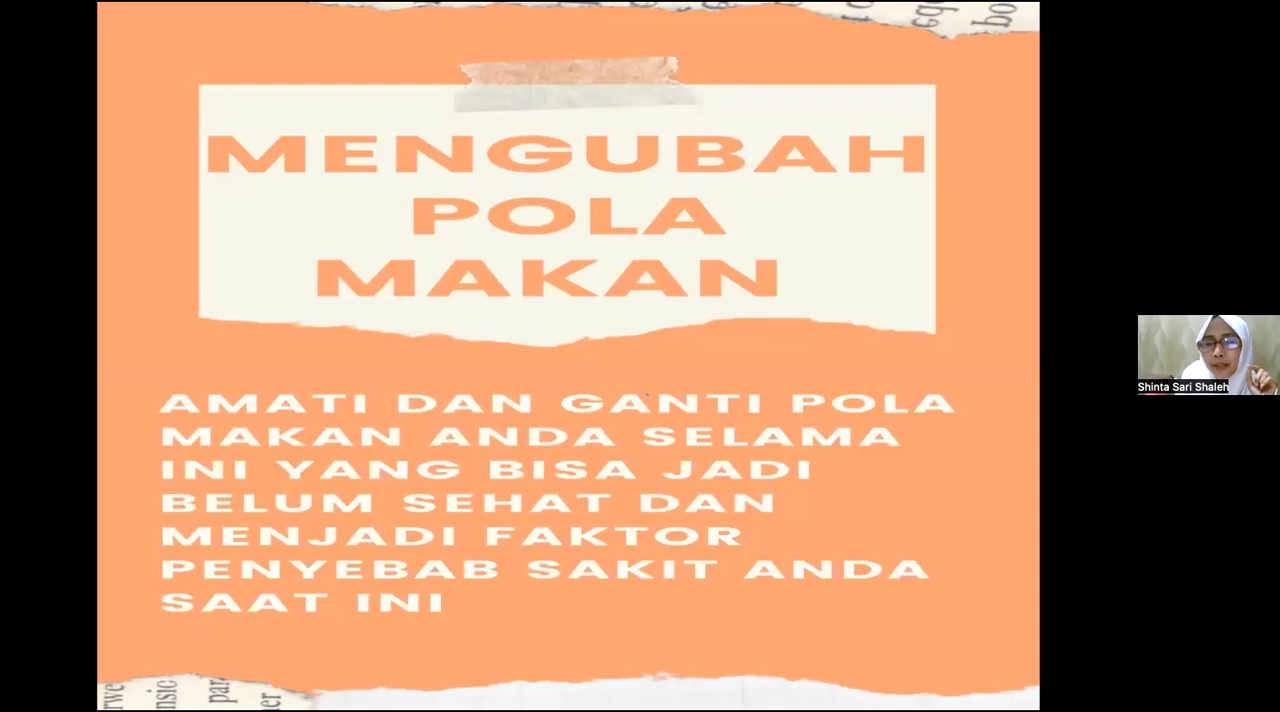 MENGUBAH
POLA
MAKAN
AMATI DAN GANTI POLA
MAKAN ANDA SELAMA
INI YANG BISA JADI
BELUM SEHAT DAN
MENJADI FAKTOR
PENYEBAB SAKIT ANDA
SAAT INI
Shinta Sari Shaleh